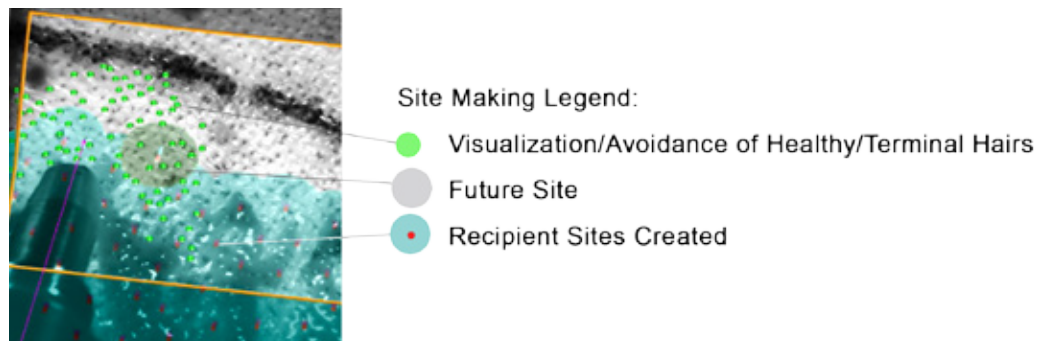 Site Making Legend:
Visualization/Avoidance of Healthy/Terminal Hairs
Future Site
Recipient Sites Created